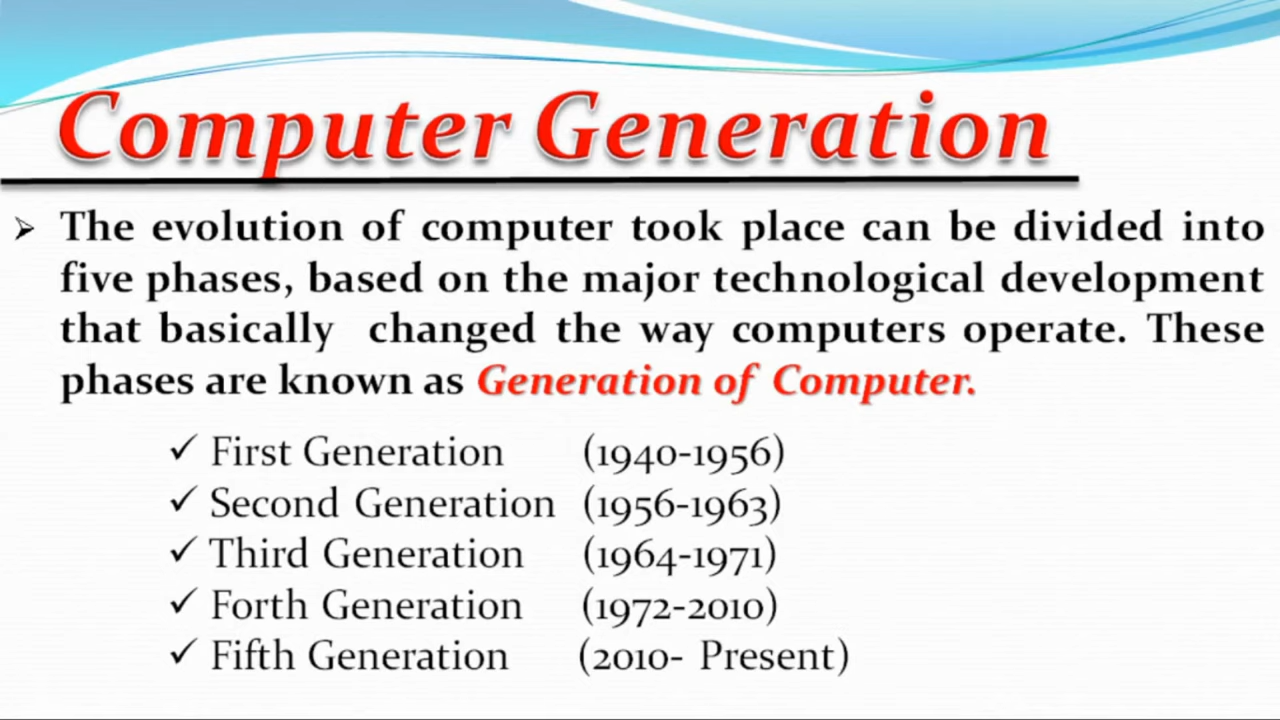 Computer Generation
➢ The evolution of computer took place can be divided into
five phases, based on the major technological development
that basically changed the way computers operate. These
phases are known as Generation of Computer.
✓ First Generation (1940-1956)
✓ Second Generation (1956-1963)
✓ Third Generation (1964-1971)
✓ Forth Generation (1972-2010)
✓ Fifth Generation (2010- Present)